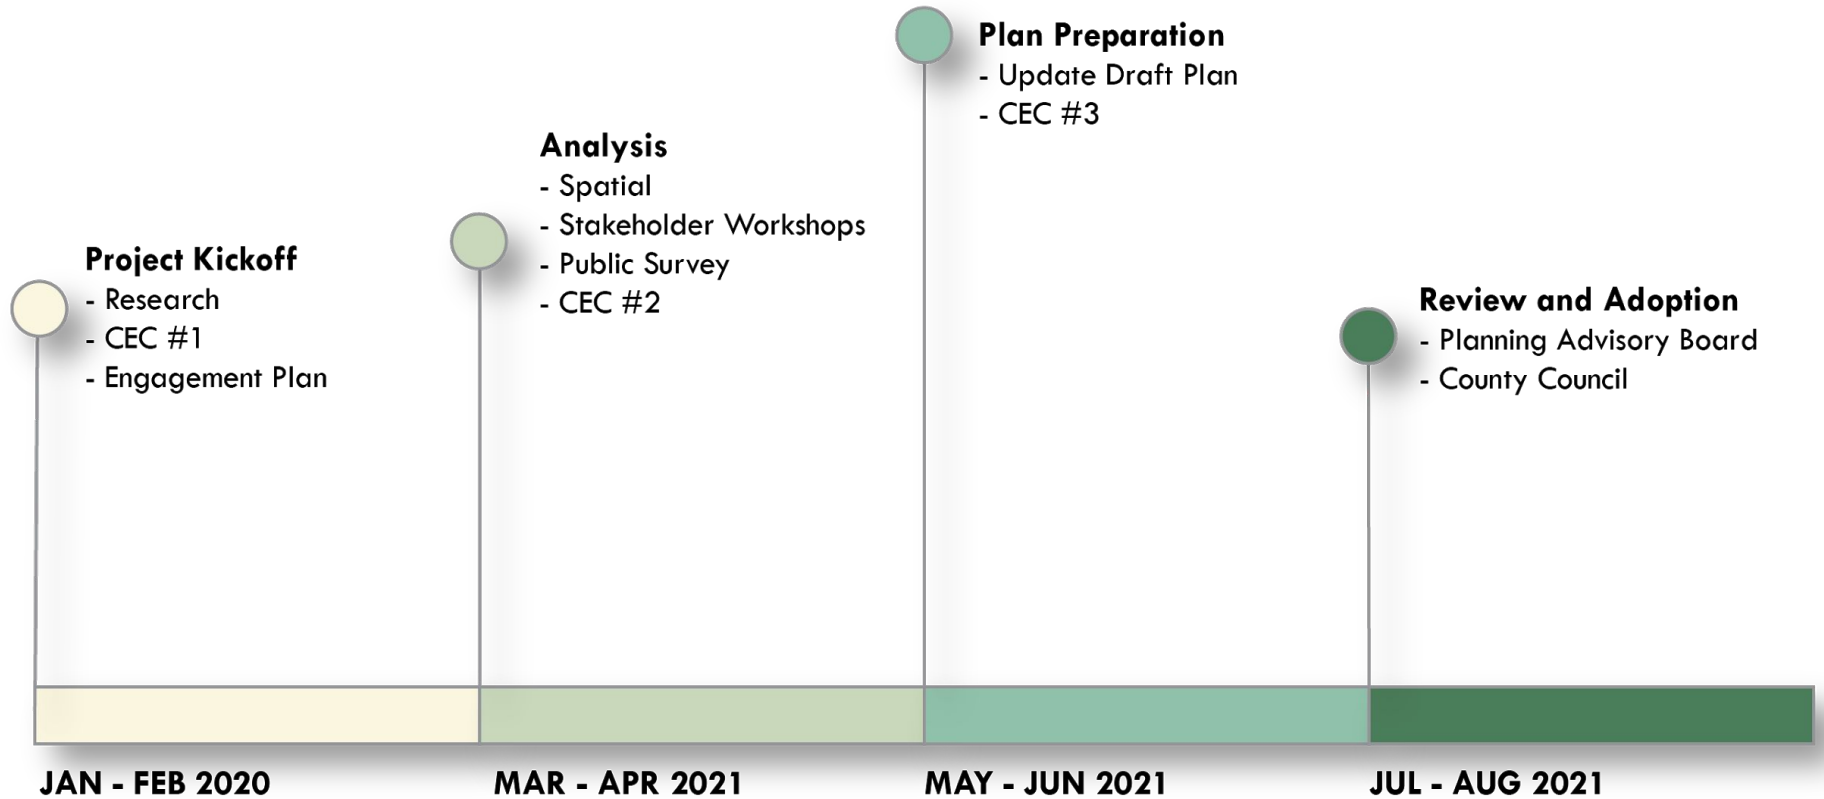 Project Kickoff
- Research
- CEC #1
- Engagement Plan
Analysis
- Spatial
- Stakeholder Workshops
- Public Survey
- CEC #2
Plan Preparation
- Update Draft Plan
- CEC #3
Review and Adoption
- Planning Advisory Board
- County Council
JAN - FEB 2020
MAR - APR 2021
MAY - JUN 2021
JUL - AUG 2021